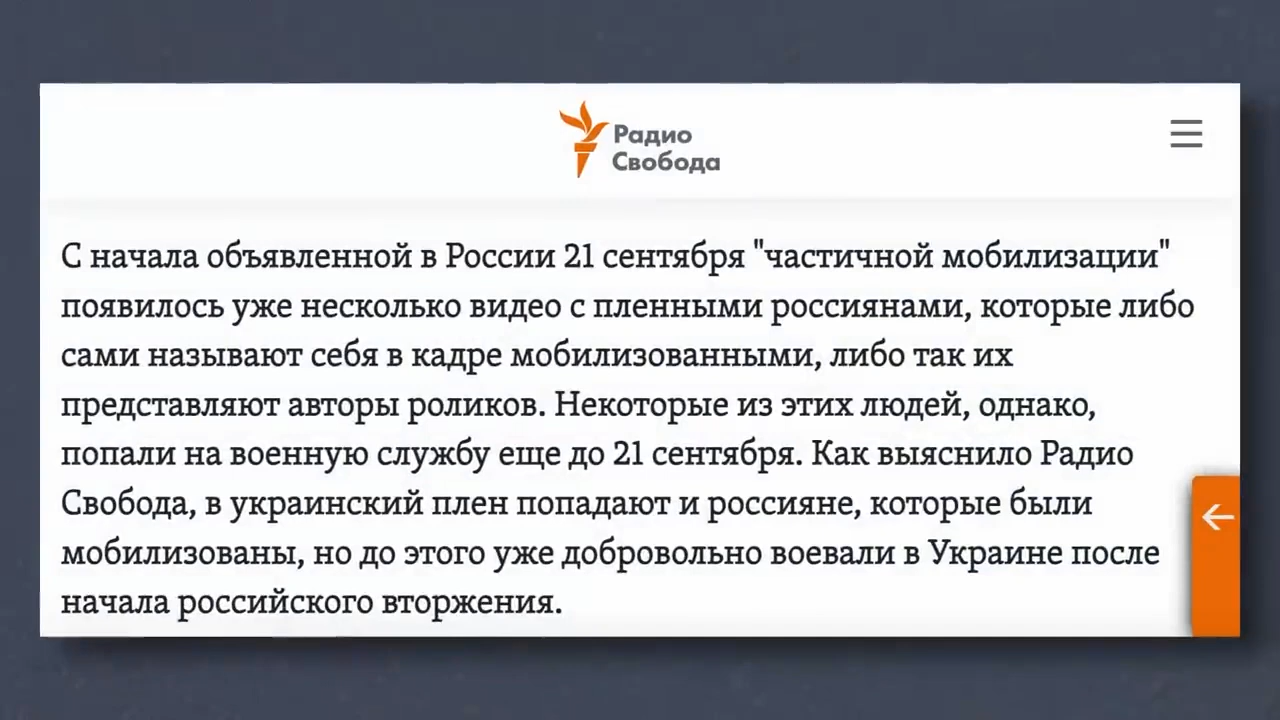 Радио
Свобода
С начала объявленной в России 21 сентября "частичной мобилизации"
появилось уже несколько видео с пленными россиянами, которые либо
сами называют себя в кадре мобилизованными, либо так их
представляют авторы роликов. Некоторые из этих людей, однако,
попали на военную службу еще до 21 сентября. Как выяснило Радио
Свобода, в украинский плен попадают и россияне, которые были
мобилизованы, но до этого уже добровольно воевали в Украине после
начала российского вторжения.